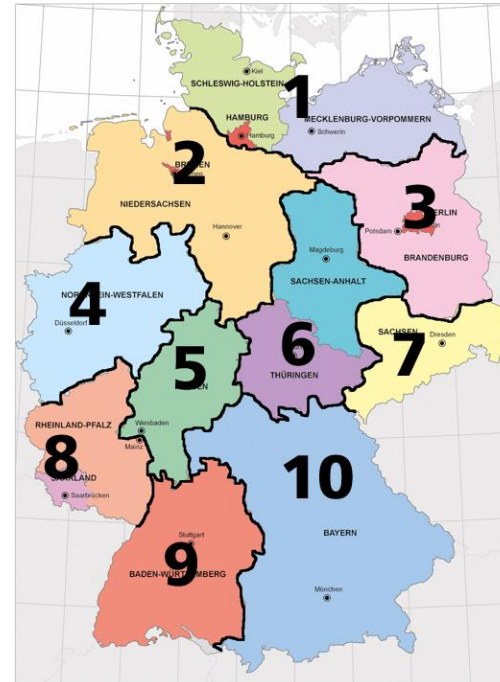 Kiel
SCHLESWIG-HOLSTEIN
1
MECKLENBURG-VORPOMMERN
HAMBURG
Hamburg
Schwerin
2
NIEDERSACHSEN
Hannover
3
Potsdam
BRANDENBURG
Magdeburg
SACHSEN-ANHALT
4
Düsseldorf
5
6
THÜRINGEN
SACHSEN
Dresden
7
RHEINLAND-PFALZ
Wiesbaden
Mainz
8
Saarbrücken
10
BAYERN
Stuttgart
9
München